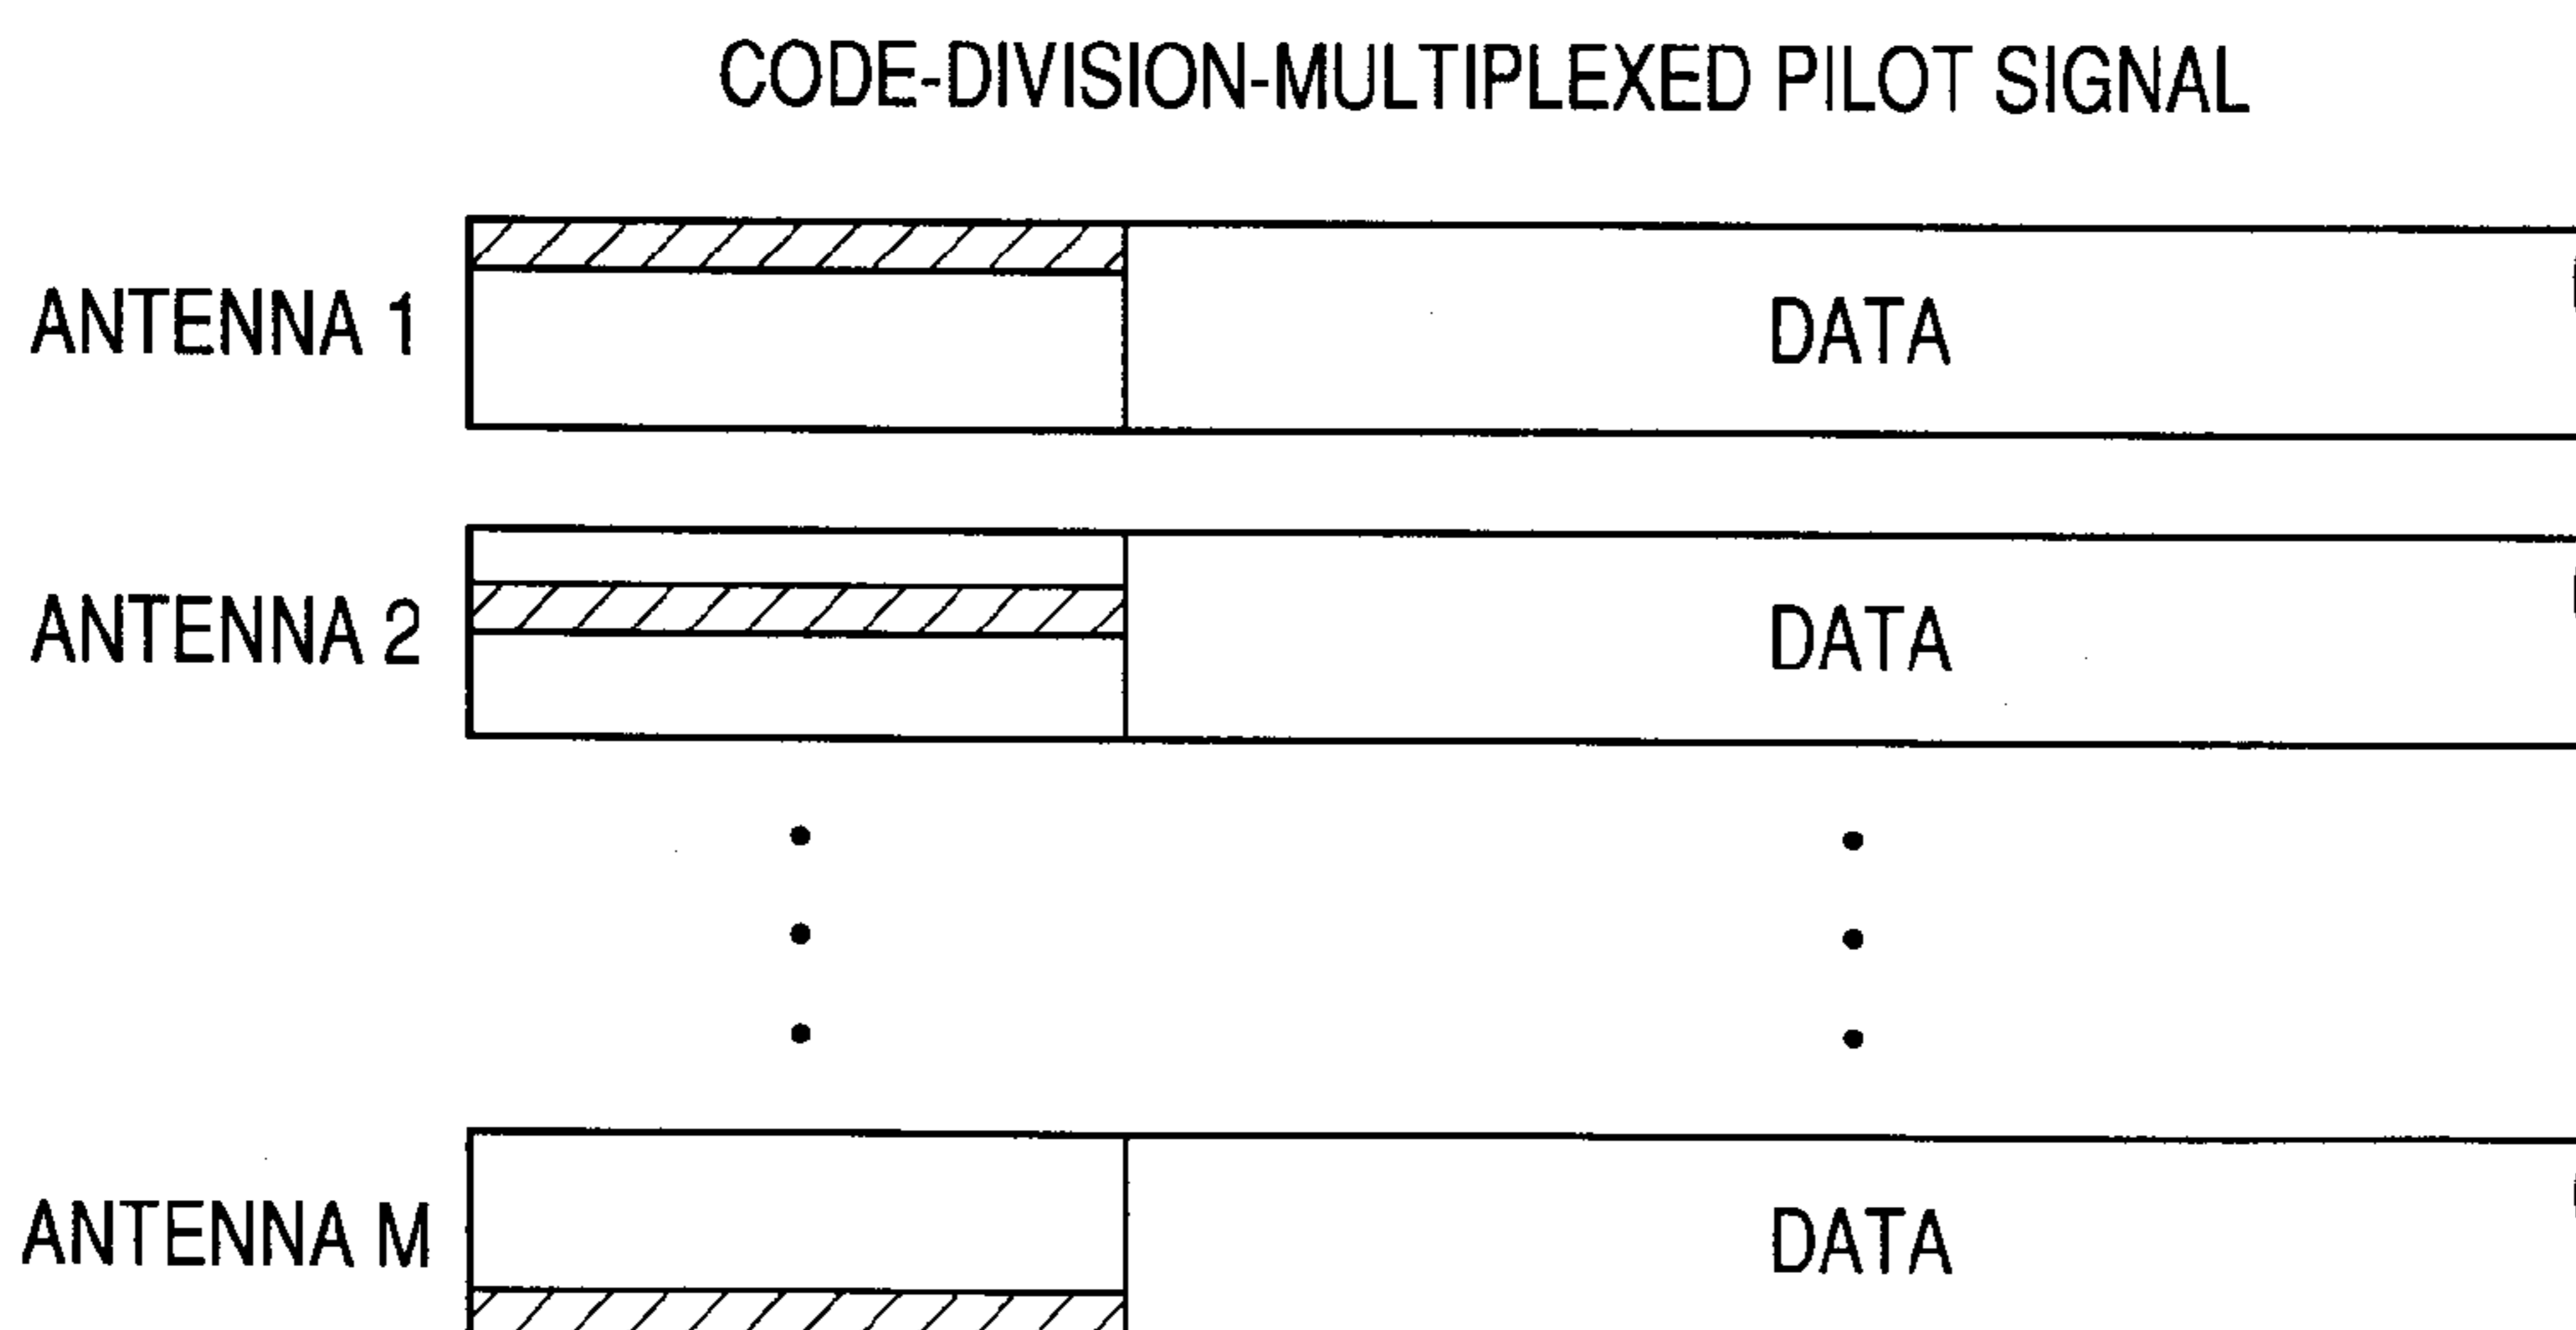 CODE-DIVISION-MULTIPLEXED PILOT SIGNAL
ANTENNA 1 DATA
ANTENNA 2 DATA
ANTENNA M DATA